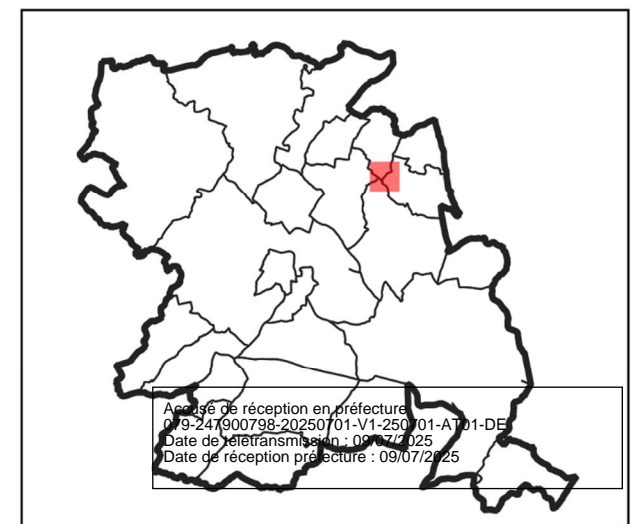 Accusé de réception en préfecture
079-247900798-20250701-V1-250701-AT01-DE
Date de télétransmission : 09/07/2025
Date de réception préfecture : 09/07/2025